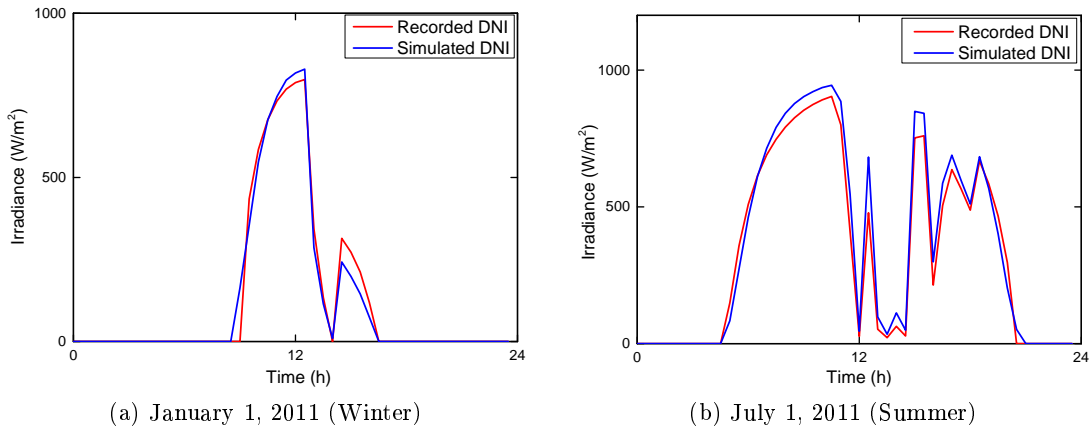 1000
500
0
Irradiance (W/m²)
Recorded DNI
Simulated DNI
0
12
24
Time (h)
(a) January 1, 2011 (Winter)
1000
500
0
Irradiance (W/m²)
Recorded DNI
Simulated DNI
0
12
24
Time (h)
(b) July 1, 2011 (Summer)